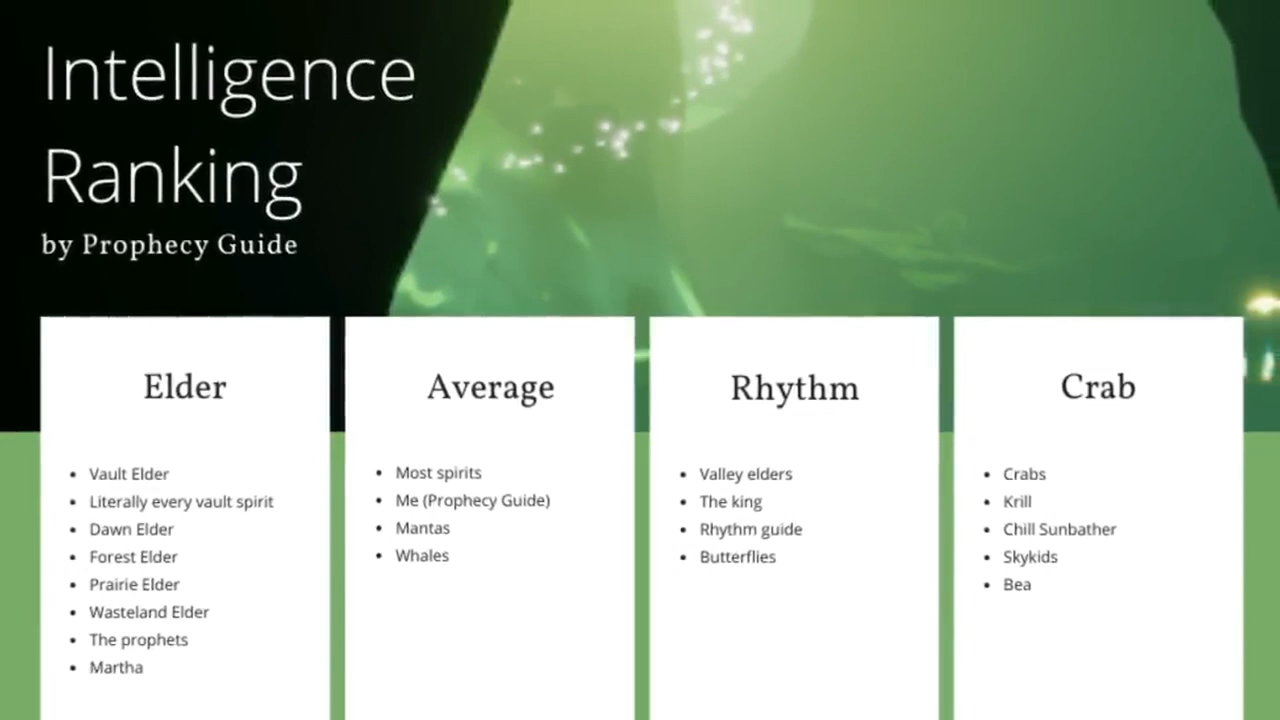 Intelligence
Ranking
by Prophecy Guide
Elder
• Vault Elder
• Literally every vault spirit
• Dawn Elder
• Forest Elder
• Prairie Elder
• Wasteland Elder
• The prophets
• Martha
Average
• Most spirits
• Me (Prophecy Guide)
• Mantas
• Whales
Rhythm
• Valley elders
• The king
• Rhythm guide
• Butterflies
Crab
• Crabs
• Krill
• Chill Sunbather
• Skykids
• Bea